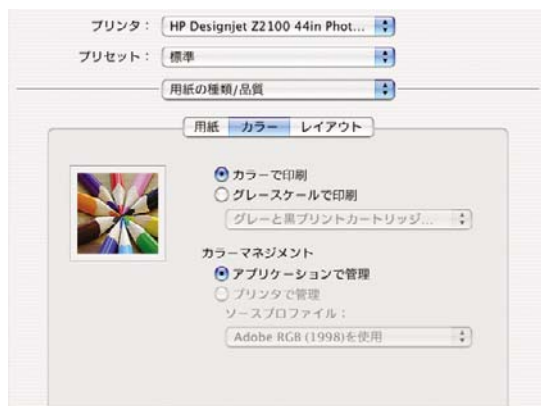 プリンタ： HP Designjet Z2100 44in Phot...
プリセット： 標準
用紙の種類/品質
用紙 カラー レイアウト
カラーで印刷
グレースケールで印刷
グレーと黒プリントカートリッジ...
カラーマネジメント
アプリケーションで管理
プリンタで管理
ソースプロファイル：
Adobe RGB (1998)を使用